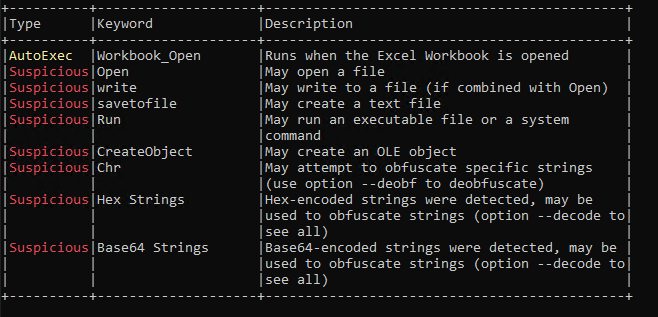 +----------+--------------------+---------------------------------------------+
|Type      |Keyword             |Description                                  |
+----------+--------------------+---------------------------------------------+
|AutoExec  |Workbook_Open       |Runs when the Excel Workbook is opened       |
|Suspicious|Open                |May open a file                              |
|Suspicious|write               |May write to a file (if combined with Open)  |
|Suspicious|savetofile          |May create a text file                       |
|Suspicious|Run                 |May run an executable file or a system       |
|          |                    |command                                      |
|Suspicious|CreateObject        |May create an OLE object                     |
|Suspicious|Chr                 |May attempt to obfuscate specific strings    |
|          |                    |(use option --deobf to deobfuscate)          |
|Suspicious|Hex Strings         |Hex-encoded strings were detected, may be    |
|          |                    |used to obfuscate strings (option --decode to|
|          |                    |see all)                                     |
|Suspicious|Base64 Strings      |Base64-encoded strings were detected, may be |
|          |                    |used to obfuscate strings (option --decode to|
|          |                    |see all)                                     |
+----------+--------------------+---------------------------------------------+